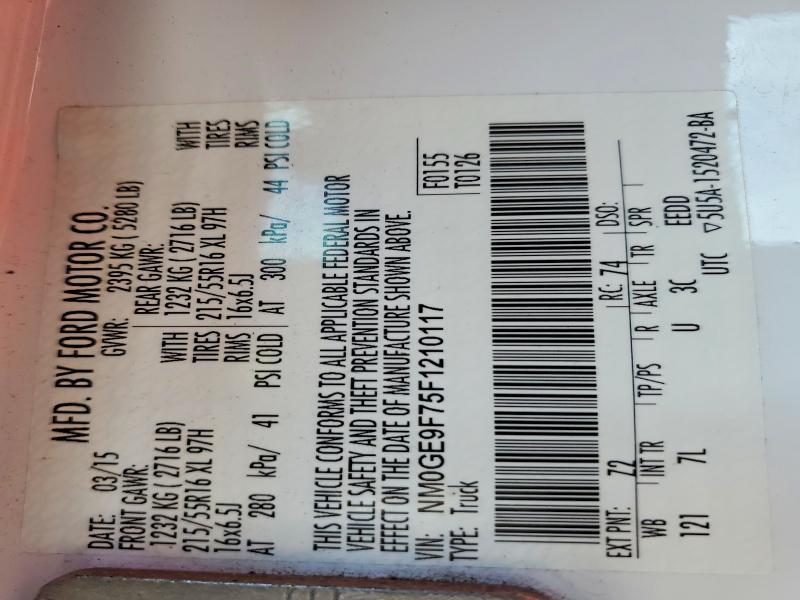 MFD. BY FORD MOTOR CO.
DATE: 03/15 GVWR: 2395 KG ( 5280 LB)
FRONT GAWR: REAR GAWR:
1232 KG ( 2716 LB) WITH 1232 KG ( 2716 LB) WITH
215/55R16 XL 97H TIRES 215/55R16 XL 97H TIRES
16x6.5J RIMS 16x6.5J RIMS
AT 280 kPa/ 41 PSI COLD AT 300 kPa/ 44 PSI COLD
THIS VEHICLE CONFORMS TO ALL APPLICABLE FEDERAL MOTOR
VEHICLE SAFETY AND THEFT PREVENTION STANDARDS IN
EFFECT ON THE DATE OF MANUFACTURE SHOWN ABOVE.
VIN: NM0GE9F75F1210117 F0155
TYPE: Truck T0126
EXT PNT: Z2 RC: 74 DSO:
WB INT TR TP/PS R AXLE TR SPR
121 7L U 3C EEDD
UTC ▽5U5A-1520472-BA